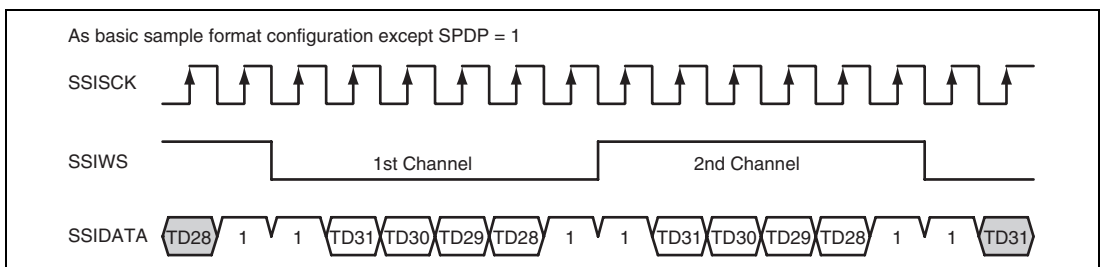 As basic sample format configuration except SPDP = 1
SSISCK
SSIWS 1st Channel 2nd Channel
SSIDATA TD28 1 1 TD31 TD30 TD29 TD28 1 1 TD31 TD30 TD29 TD28 1 1 TD31